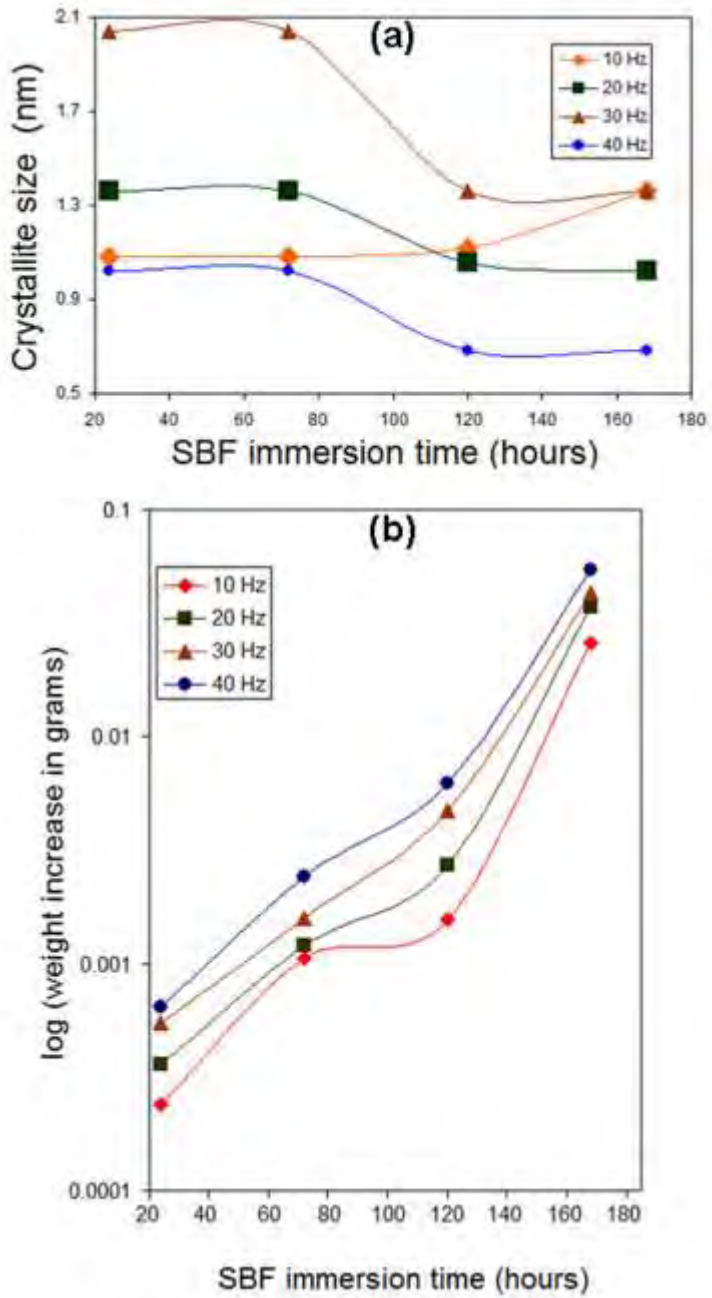 (a)
Crystallite size (nm)
2.1
1.7
1.3
0.9
0.5
10 Hz
20 Hz
30 Hz
40 Hz
20 40 60 80 100 120 140 160 180
SBF immersion time (hours)
(b)
log (weight increase in grams)
0.1
0.01
0.001
0.0001
10 Hz
20 Hz
30 Hz
40 Hz
20 40 60 80 100 120 140 160 180
SBF immersion time (hours)